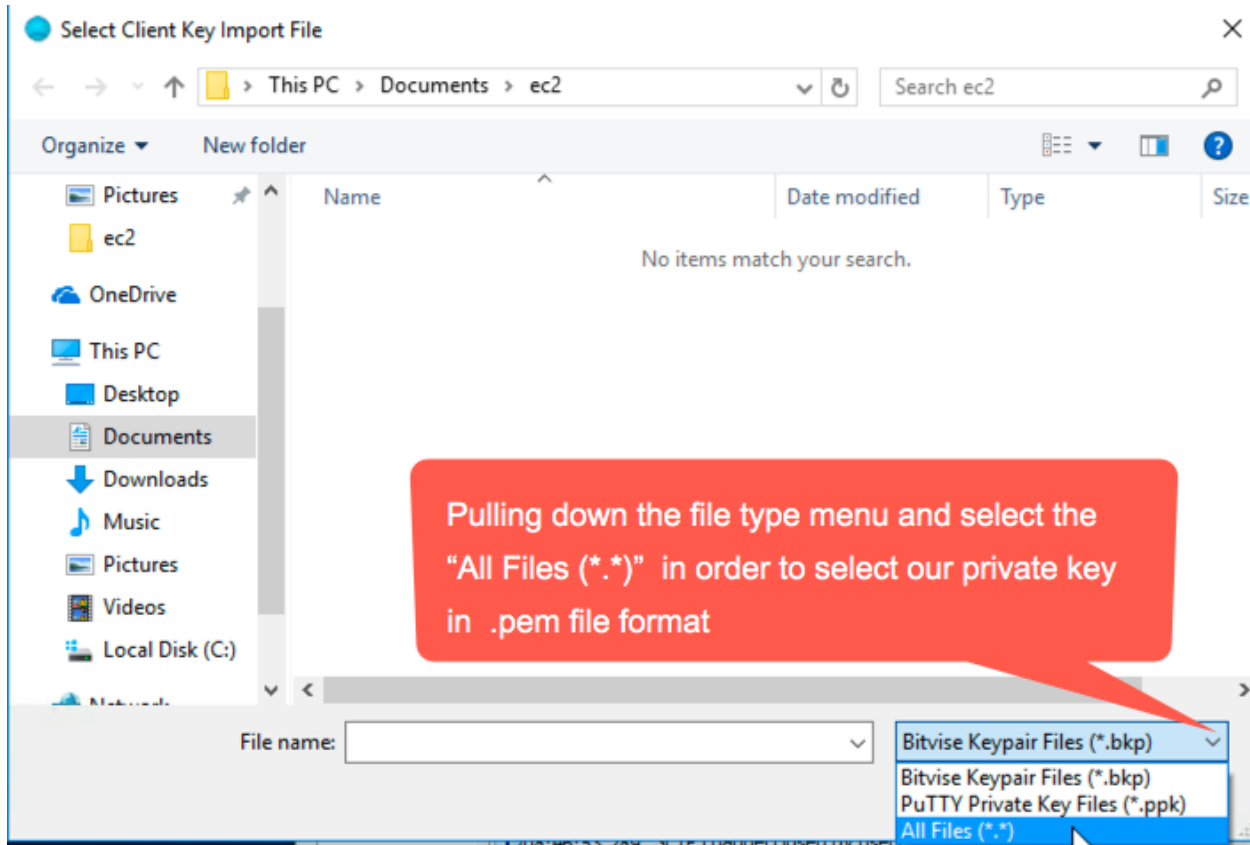 Select Client Key Import File
This PC > Documents > ec2
Search ec2
Organize
New folder
Name
Date modified
Type
Size
No items match your search.
Pictures
ec2
OneDrive
This PC
Desktop
Documents
Downloads
Music
Pictures
Videos
Local Disk (C:)
Pulling down the file type menu and select the
“All Files (*.*)” in order to select our private key
in .pem file format
File name:
Bitvise Keypair Files (*.bkp)
Bitvise Keypair Files (*.bkp)
PuTTY Private Key Files (*.ppk)
All Files (*.*)